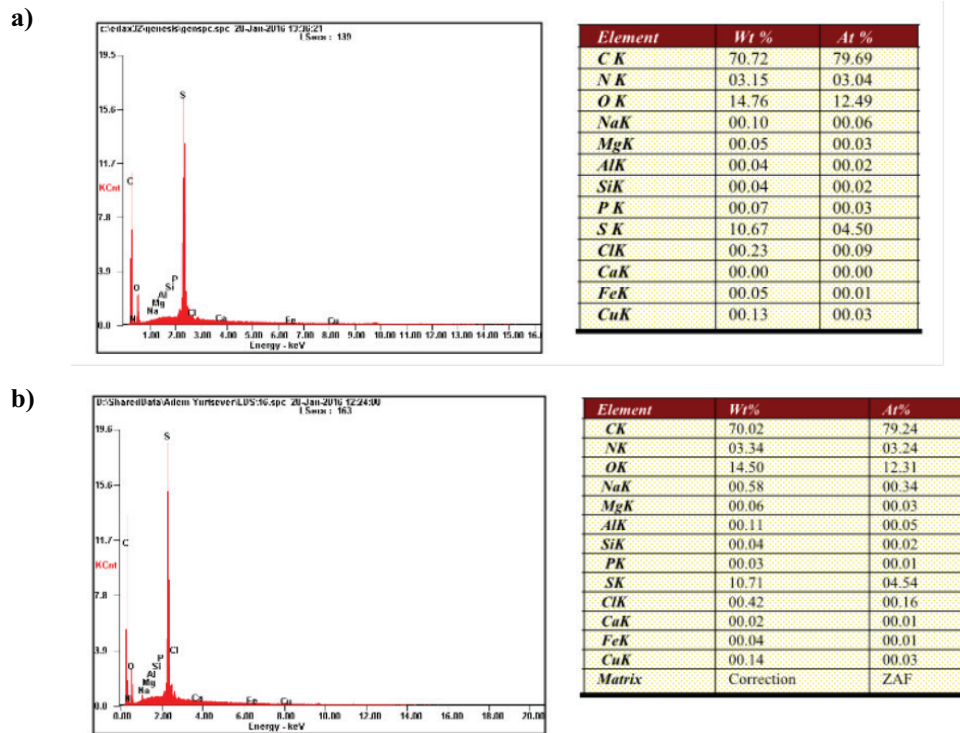 a)
c:\edax32\genesis\genspc.spc 28-Jan-2016 13:36:21
LSecs : 139
19.5
15.6
11.7
KCnt
7.8
3.9
0.0
C
O
N
Na
Mg
Al
Si
P
S
Cl
Ca
Fe
Cu
1.00 2.00 3.00 4.00 5.00 6.00 7.00 8.00 9.00 10.00 11.00 12.00 13.00 14.00 15.00 16.0
Energy - keV
Element Wt % At %
C K 70.72 79.69
N K 03.15 03.04
O K 14.76 12.49
NaK 00.10 00.06
MgK 00.05 00.03
AlK 00.04 00.02
SiK 00.04 00.02
P K 00.07 00.03
S K 10.67 04.50
ClK 00.23 00.09
CaK 00.00 00.00
FeK 00.05 00.01
CuK 00.13 00.03
b)
D:\SharedData\Adem Yurtsever\EDS\16.spc 28-Jan-2016 12:24:00
LSecs : 163
19.6
15.6
11.7
KCnt
7.8
3.9
0.0
C
O
N
Na
Mg
Al
Si
P
S
Cl
Ca
Fe
Cu
0.00 2.00 4.00 6.00 8.00 10.00 12.00 14.00 16.00 18.00 20.00
Energy - keV
Element Wt% At%
CK 70.02 79.24
NK 03.34 03.24
OK 14.50 12.31
NaK 00.58 00.34
MgK 00.06 00.03
AlK 00.11 00.05
SiK 00.04 00.02
PK 00.03 00.01
SK 10.71 04.54
ClK 00.42 00.16
CaK 00.02 00.01
FeK 00.04 00.01
CuK 00.14 00.03
Matrix Correction ZAF